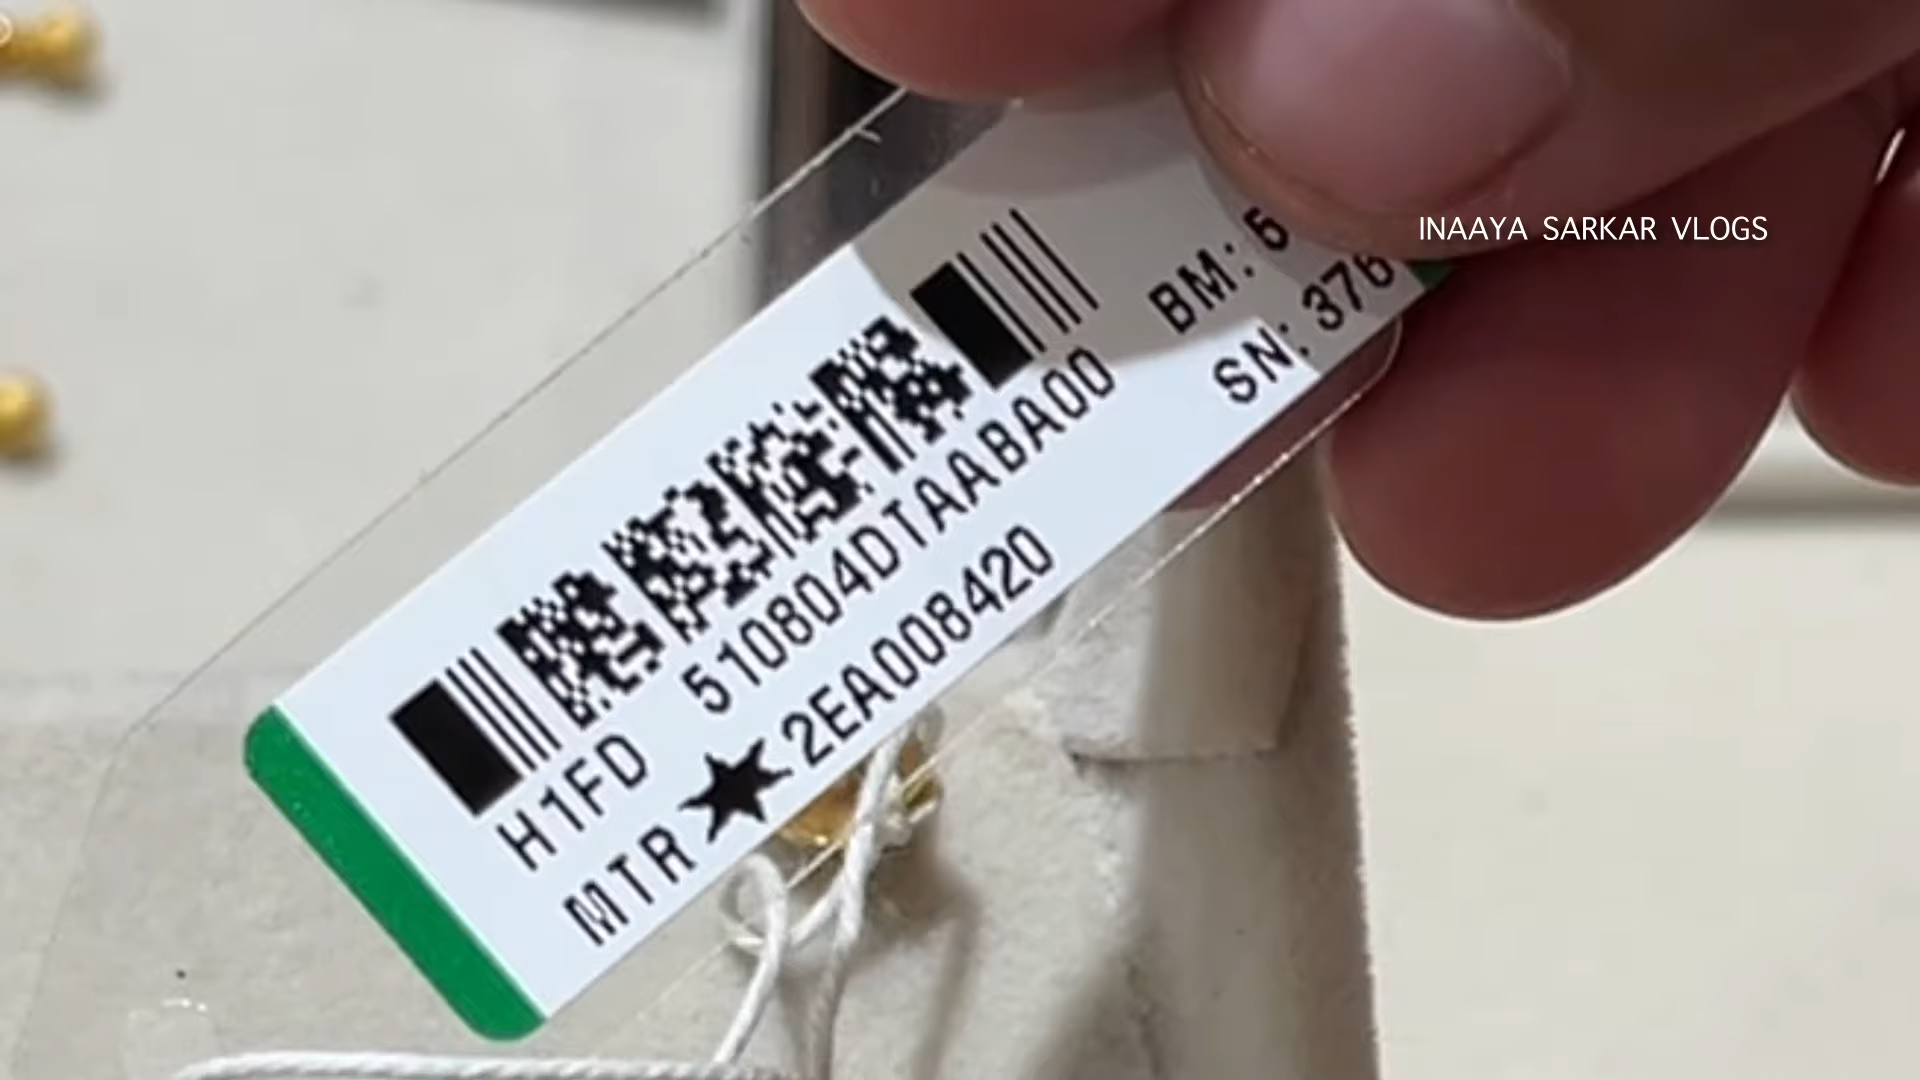 INAAYA SARKAR VLOGS
BM: 6
SN: 376
H1FD 510804DTAABA00
MTR★2EA008420